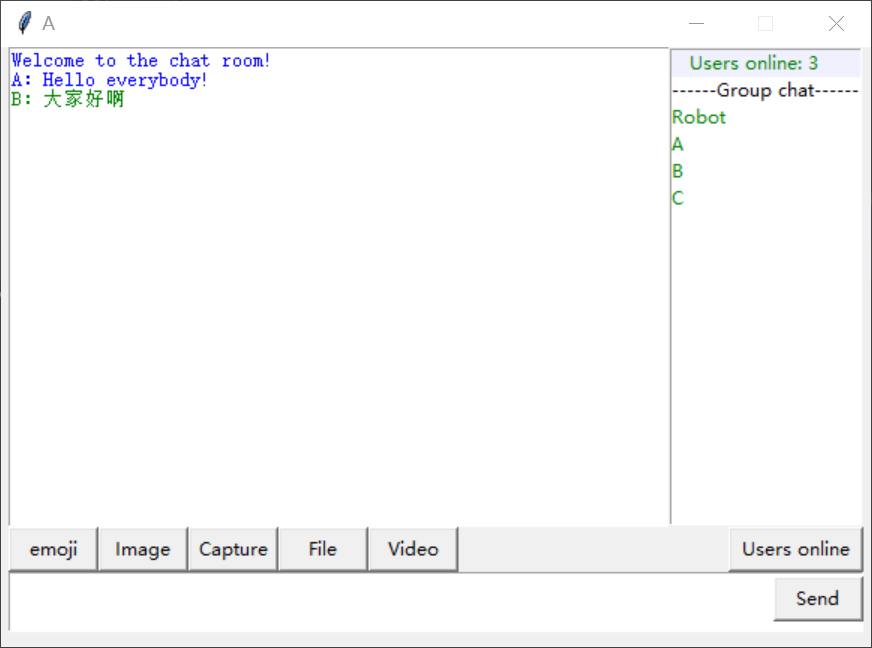 A
Welcome to the chat room!
A: Hello everybody!
B: 大家好啊
Users online: 3
------Group chat------
Robot
A
B
C
emoji Image Capture File Video Users online
Send